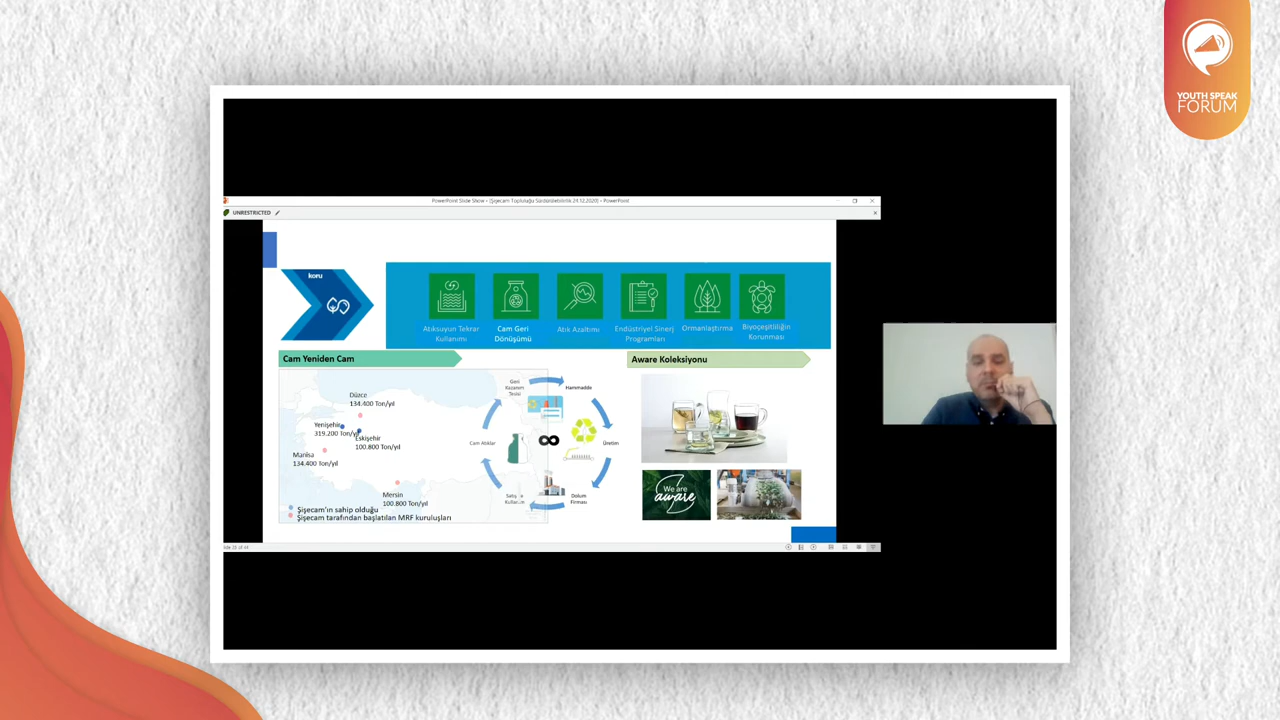 YOUTH SPEAK
FORUM
PowerPoint Slide Show - [Şişecam Topluluğu Sürdürülebilirlik 24.12.2020] - PowerPoint
UNRESTRICTED
koru
Atıksuyun Tekrar
Kullanımı
Cam Geri
Dönüşümü
Atık Azaltımı
Endüstriyel Sinerj
Programları
Ormanlaştırma
Biyoçeşitliliğin
Korunması
Cam Yeniden Cam
Aware Koleksiyonu
Düzce
134.400 Ton/yıl
Yenişehir
319.200 Ton/yıl
Eskişehir
100.800 Ton/yıl
Manisa
134.400 Ton/yıl
Mersin
100.800 Ton/yıl
Şişecam'ın sahip olduğu
Şişecam tarafından başlatılan MRF kuruluşları
Geri
Kazanım
Tesisi
Hammadde
Cam Atıklar
Üretim
Kullanım
Dolum
Firması
We are
aware